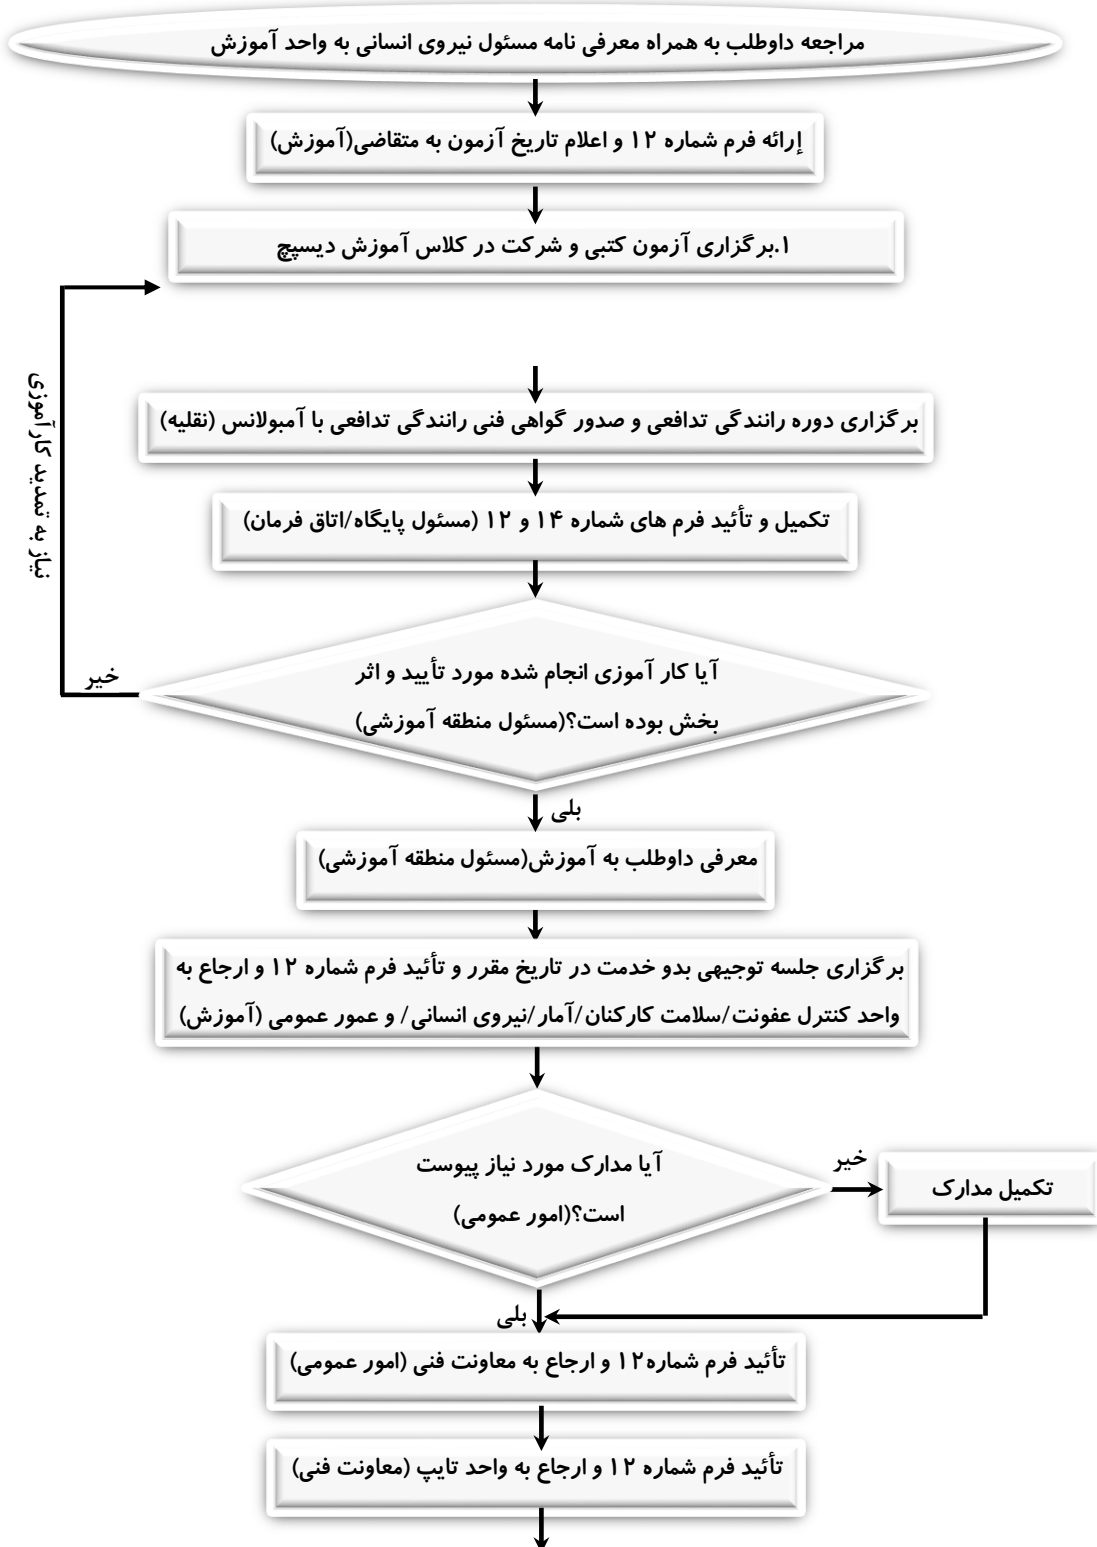 مراجعه داوطلب به همراه معرفی نامه مسئول نیروی انسانی به واحد آموزش
إرائه فرم شماره ۱۲ و اعلام تاریخ آزمون به متقاضی(آموزش)
۱.برگزاری آزمون کتبی و شرکت در کلاس آموزش دیسپچ
نیاز به تمدید کارآموزی
برگزاری دوره رانندگی تدافعی و صدور گواهی فنی رانندگی تدافعی با آمبولانس (نقلیه)
تکمیل و تأئید فرم های شماره ۱۴ و ۱۲ (مسئول پایگاه/اتاق فرمان)
آیا کار آموزی انجام شده مورد تأیید و اثر
بخش بوده است؟(مسئول منطقه آموزشی)
خیر
بلی
معرفی داوطلب به آموزش(مسئول منطقه آموزشی)
برگزاری جلسه توجیهی بدو خدمت در تاریخ مقرر و تأئید فرم شماره ۱۲ و ارجاع به
واحد کنترل عفونت/سلامت کارکنان/آمار/نیروی انسانی/ و عمور عمومی (آموزش)
آیا مدارک مورد نیاز پیوست
است؟(امور عمومی)
خیر
تکمیل مدارک
بلی
تأئید فرم شماره۱۲ و ارجاع به معاونت فنی (امور عمومی)
تأئید فرم شماره ۱۲ و ارجاع به واحد تایپ (معاونت فنی)